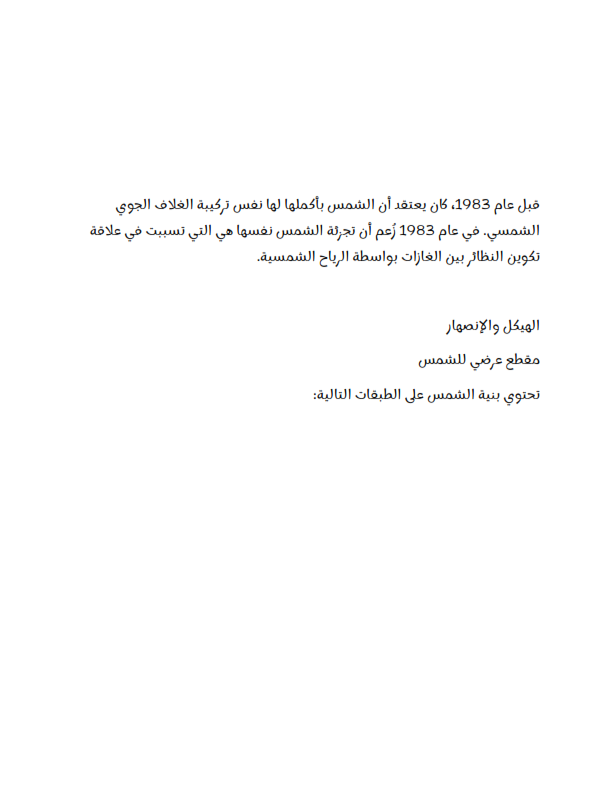 قبل عام 1983، كان يعتقد أن الشمس بأكملها لها نفس تركيبة الغلاف الجوي
الشمسي. في عام 1983 زُعم أن تجزئة الشمس نفسها هي التي تسببت في علاقة
تكوين النظائر بين الغازات بواسطة الرياح الشمسية.
الهيكل والإنصهار
مقطع عرضي للشمس
تحتوي بنية الشمس على الطبقات التالية: